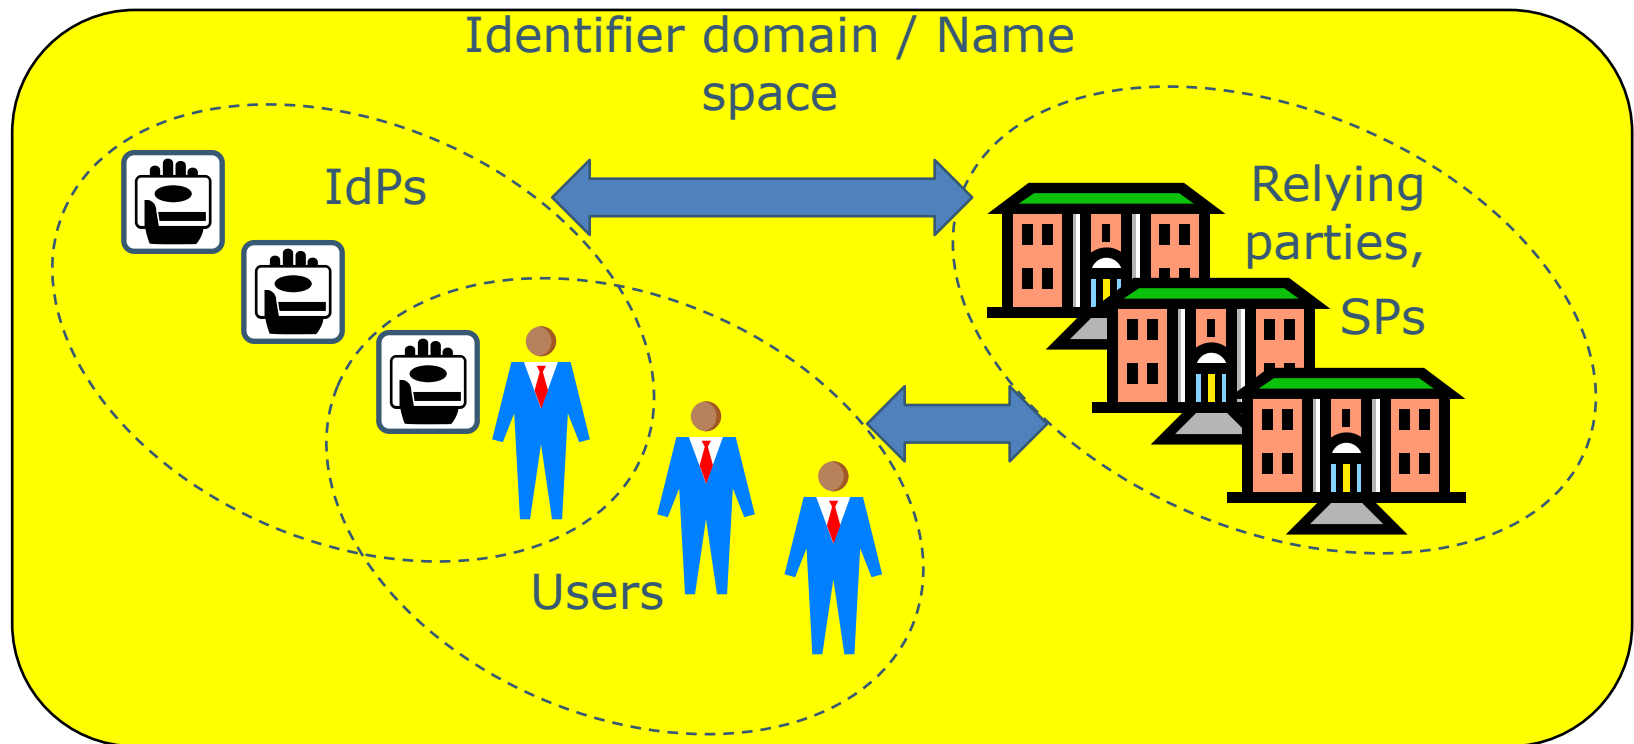 Identifier domain / Name
space
IdPs
Relying
parties,
SPs
Users